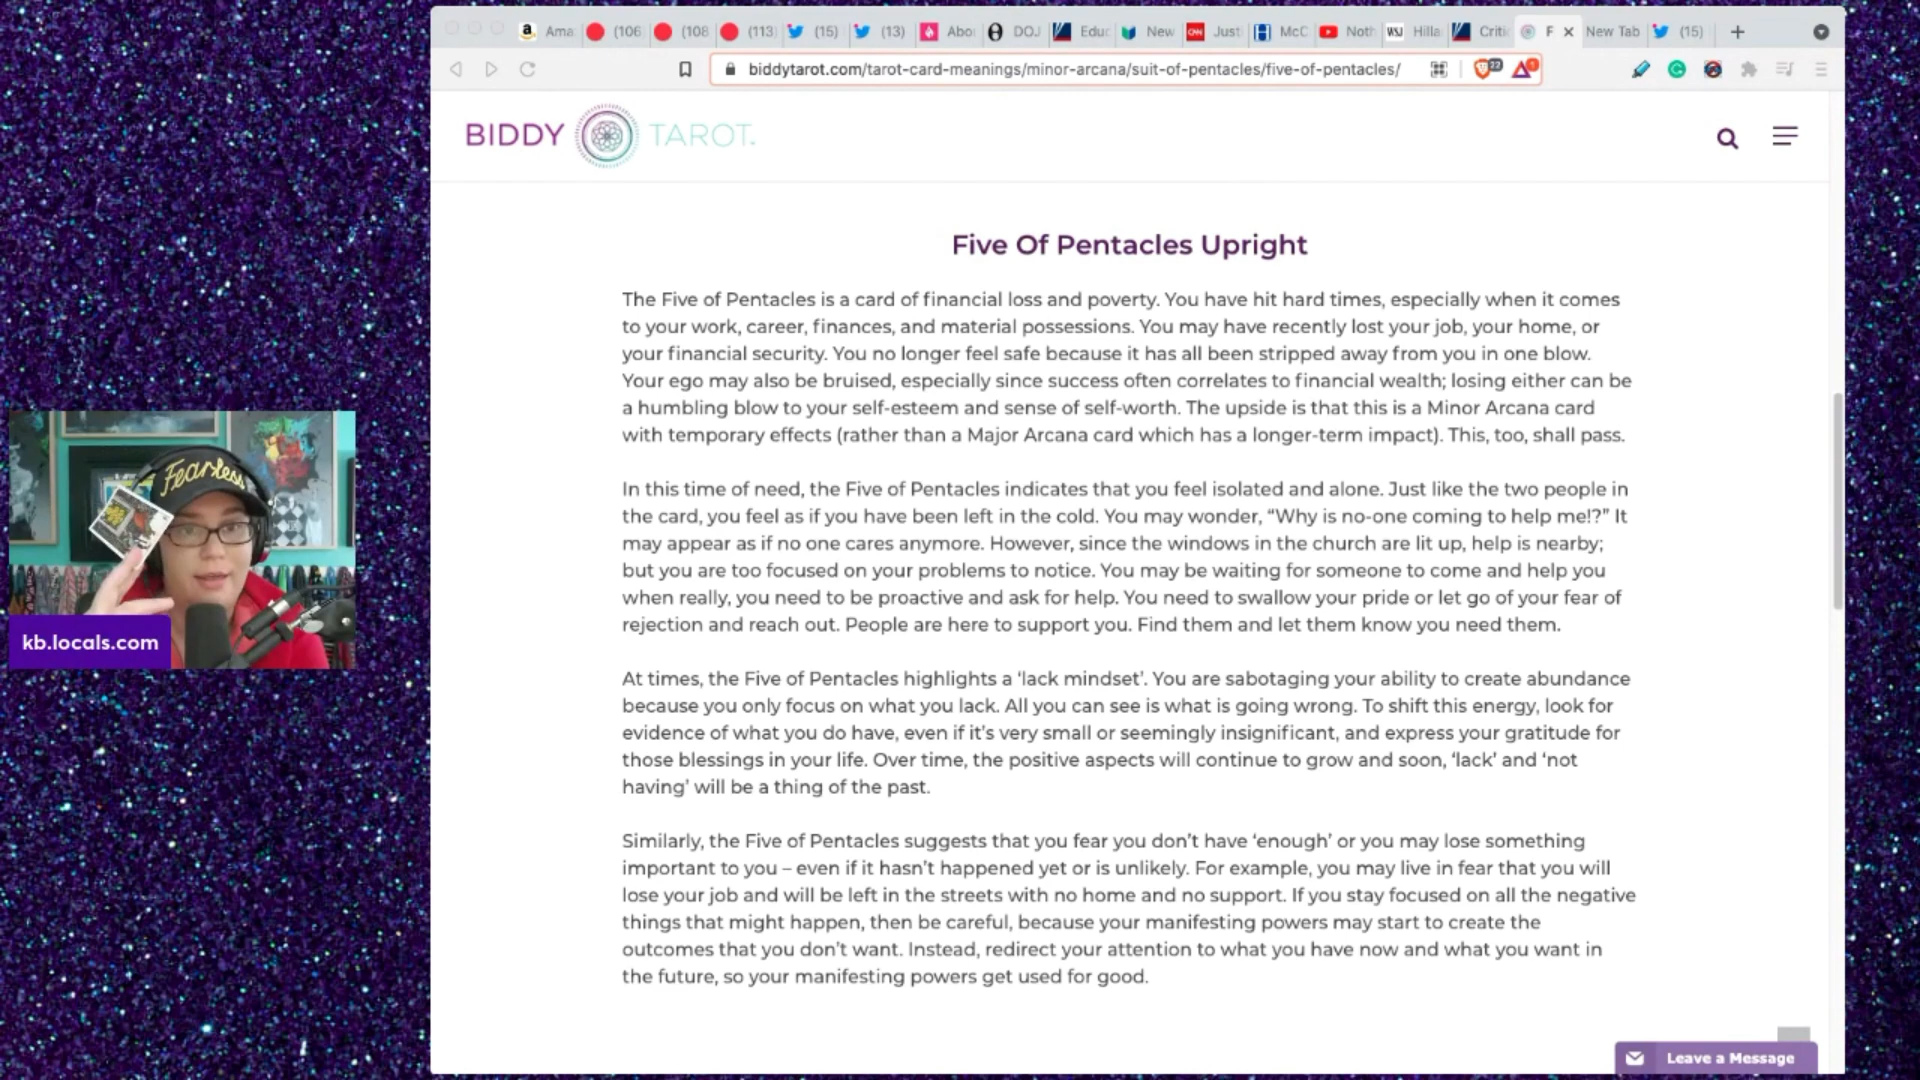 Ama
(106
(108
(113
(15)
(13)
Abo
DOJ
Educ
New
CNN
Just
McC
Noth
WSJ
Hilla
Critic
F
New Tab
(15)
biddytarot.com/tarot-card-meanings/minor-arcana/suit-of-pentacles/five-of-pentacles/
BIDDY TAROT.
Five Of Pentacles Upright
The Five of Pentacles is a card of financial loss and poverty. You have hit hard times, especially when it comes
to your work, career, finances, and material possessions. You may have recently lost your job, your home, or
your financial security. You no longer feel safe because it has all been stripped away from you in one blow.
Your ego may also be bruised, especially since success often correlates to financial wealth; losing either can be
a humbling blow to your self-esteem and sense of self-worth. The upside is that this is a Minor Arcana card
with temporary effects (rather than a Major Arcana card which has a longer-term impact). This, too, shall pass.
In this time of need, the Five of Pentacles indicates that you feel isolated and alone. Just like the two people in
the card, you feel as if you have been left in the cold. You may wonder, “Why is no-one coming to help me!?” It
may appear as if no one cares anymore. However, since the windows in the church are lit up, help is nearby;
but you are too focused on your problems to notice. You may be waiting for someone to come and help you
when really, you need to be proactive and ask for help. You need to swallow your pride or let go of your fear of
rejection and reach out. People are here to support you. Find them and let them know you need them.
At times, the Five of Pentacles highlights a ‘lack mindset’. You are sabotaging your ability to create abundance
because you only focus on what you lack. All you can see is what is going wrong. To shift this energy, look for
evidence of what you do have, even if it’s very small or seemingly insignificant, and express your gratitude for
those blessings in your life. Over time, the positive aspects will continue to grow and soon, ‘lack’ and ‘not
having’ will be a thing of the past.
Similarly, the Five of Pentacles suggests that you fear you don’t have ‘enough’ or you may lose something
important to you – even if it hasn’t happened yet or is unlikely. For example, you may live in fear that you will
lose your job and will be left in the streets with no home and no support. If you stay focused on all the negative
things that might happen, then be careful, because your manifesting powers may start to create the
outcomes that you don’t want. Instead, redirect your attention to what you have now and what you want in
the future, so your manifesting powers get used for good.
Leave a Message
Fearless
kb.locals.com